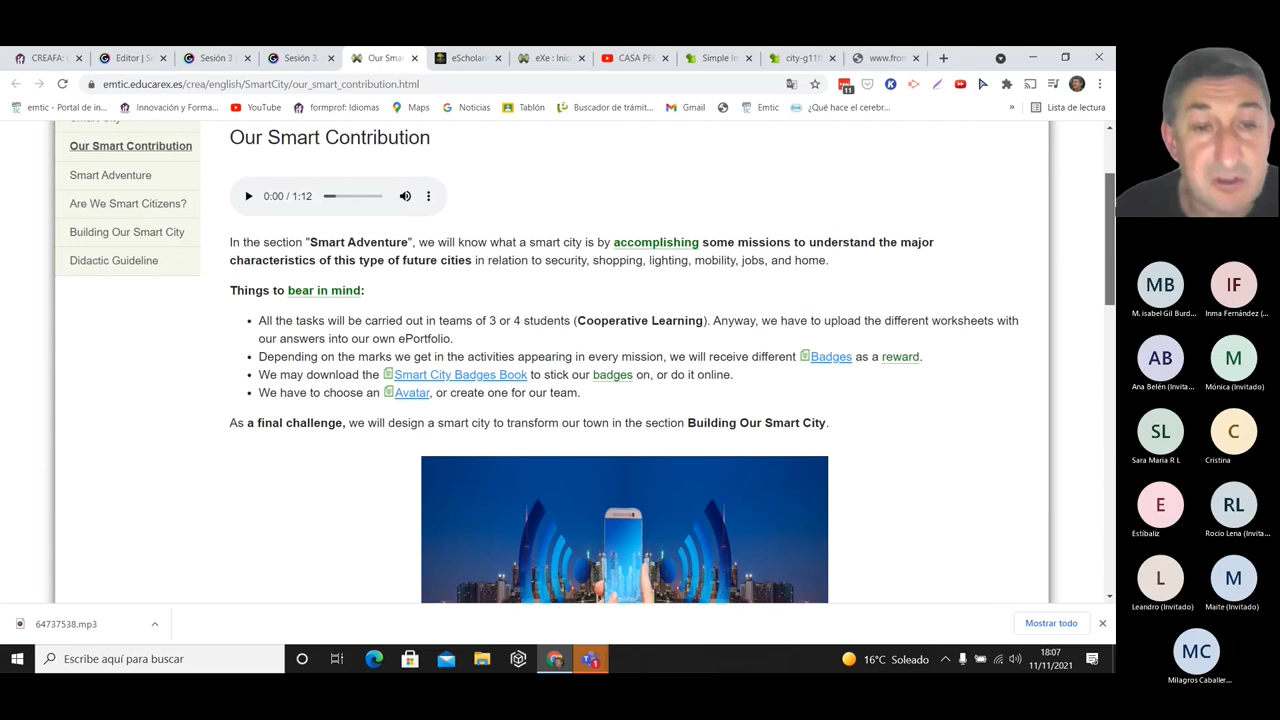 CREAFA:
Editor | Se
Sesión 3
Sesión 3.
Our Sma
eScholari
eXe : Inic
CASA PE
Simple In
city-g11f
www.fron
emtic.educarex.es/crea/english/SmartCity/our_smart_contribution.html
11
emtic - Portal de in...
Innovación y Forma...
YouTube
formprof: Idiomas
Maps
Noticias
Tablón
Buscador de trámit...
Gmail
Emtic
¿Qué hace el cerebr...
»
Lista de lectura
Smart City
Our Smart Contribution
Smart Adventure
Are We Smart Citizens?
Building Our Smart City
Didactic Guideline
Our Smart Contribution
0:00 / 1:12
In the section "Smart Adventure", we will know what a smart city is by accomplishing some missions to understand the major
characteristics of this type of future cities in relation to security, shopping, lighting, mobility, jobs, and home.
Things to bear in mind:
All the tasks will be carried out in teams of 3 or 4 students (Cooperative Learning). Anyway, we have to upload the different worksheets with
our answers into our own ePortfolio.
Depending on the marks we get in the activities appearing in every mission, we will receive different Badges as a reward.
We may download the Smart City Badges Book to stick our badges on, or do it online.
We have to choose an Avatar, or create one for our team.
As a final challenge, we will design a smart city to transform our town in the section Building Our Smart City.
64737538.mp3
Mostrar todo
Escribe aquí para buscar
16°C Soleado
18:07
11/11/2021
MB
M. isabel Gil Burd...
IF
Inma Fernández (...
AB
Ana Belén (Invita...
M
Mónica (Invitado)
SL
Sara Maria R L
C
Cristina
E
Estíbaliz
RL
Rocio Lena (Invita...
L
Leandro (Invitado)
M
Maite (Invitado)
MC
Milagros Caballer...